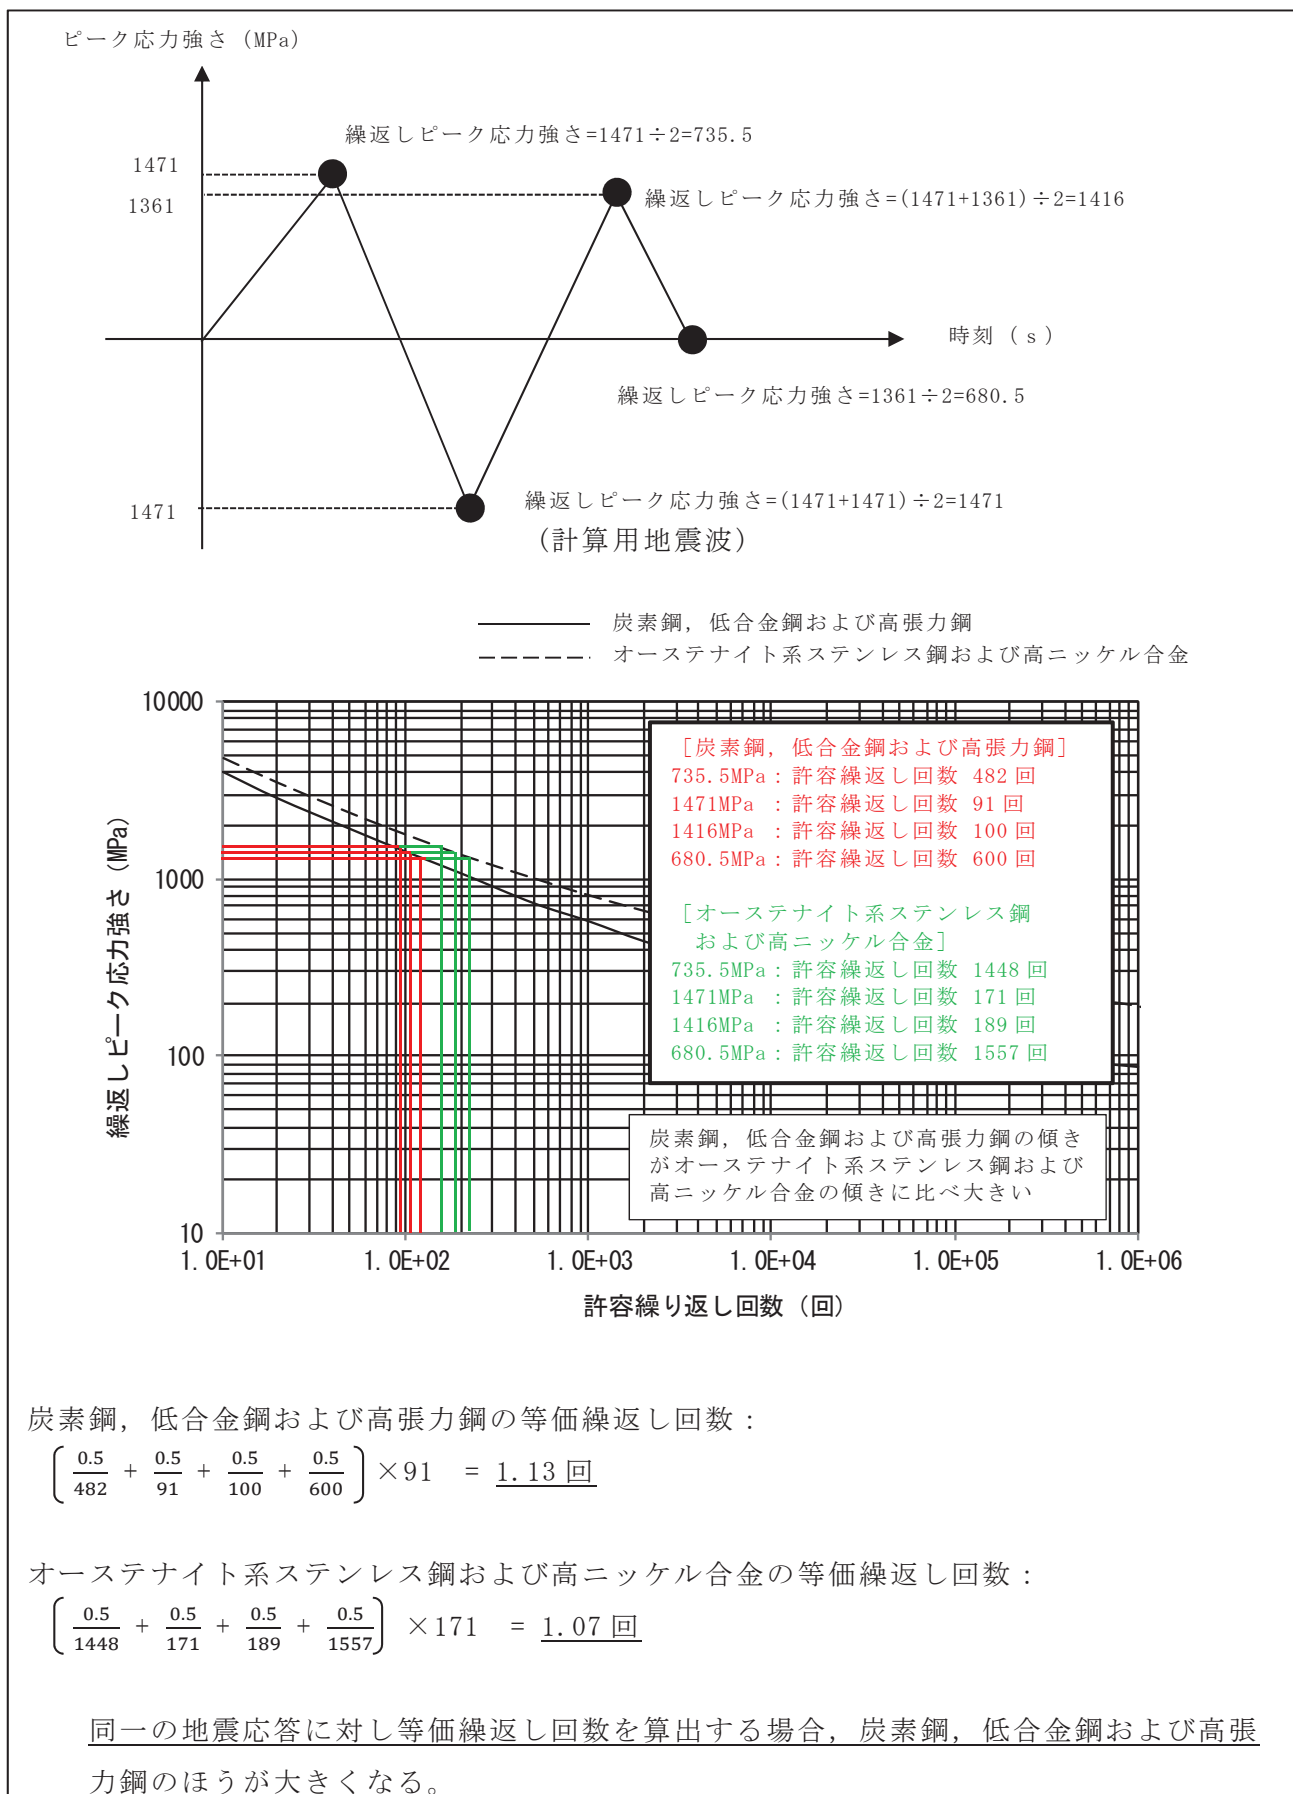 ピーク応力強さ (MPa)
繰返しピーク応力強さ=1471÷2=735.5
1471
1361
繰返しピーク応力強さ=(1471+1361)÷2=1416
時刻 (s)
繰返しピーク応力強さ=1361÷2=680.5
1471
繰返しピーク応力強さ=(1471+1471)÷2=1471
(計算用地震波)
炭素鋼，低合金鋼および高張力鋼
オーステナイト系ステンレス鋼および高ニッケル合金
10000
1000
100
10
繰返しピーク応力強さ (MPa)
[炭素鋼，低合金鋼および高張力鋼]
735.5MPa：許容繰返し回数 482 回
1471MPa ：許容繰返し回数 91 回
1416MPa ：許容繰返し回数 100 回
680.5MPa：許容繰返し回数 600 回
[オーステナイト系ステンレス鋼
および高ニッケル合金]
735.5MPa：許容繰返し回数 1448 回
1471MPa ：許容繰返し回数 171 回
1416MPa ：許容繰返し回数 189 回
680.5MPa：許容繰返し回数 1557 回
炭素鋼，低合金鋼および高張力鋼の傾き
がオーステナイト系ステンレス鋼および
高ニッケル合金の傾きに比べ大きい
1.0E+01 1.0E+02 1.0E+03 1.0E+04 1.0E+05 1.0E+06
許容繰り返し回数 (回)
炭素鋼，低合金鋼および高張力鋼の等価繰返し回数：
(0.5/482 + 0.5/91 + 0.5/100 + 0.5/600) ×91 = 1.13 回
オーステナイト系ステンレス鋼および高ニッケル合金の等価繰返し回数：
(0.5/1448 + 0.5/171 + 0.5/189 + 0.5/1557) ×171 = 1.07 回
同一の地震応答に対し等価繰返し回数を算出する場合，炭素鋼，低合金鋼および高張
力鋼のほうが大きくなる。